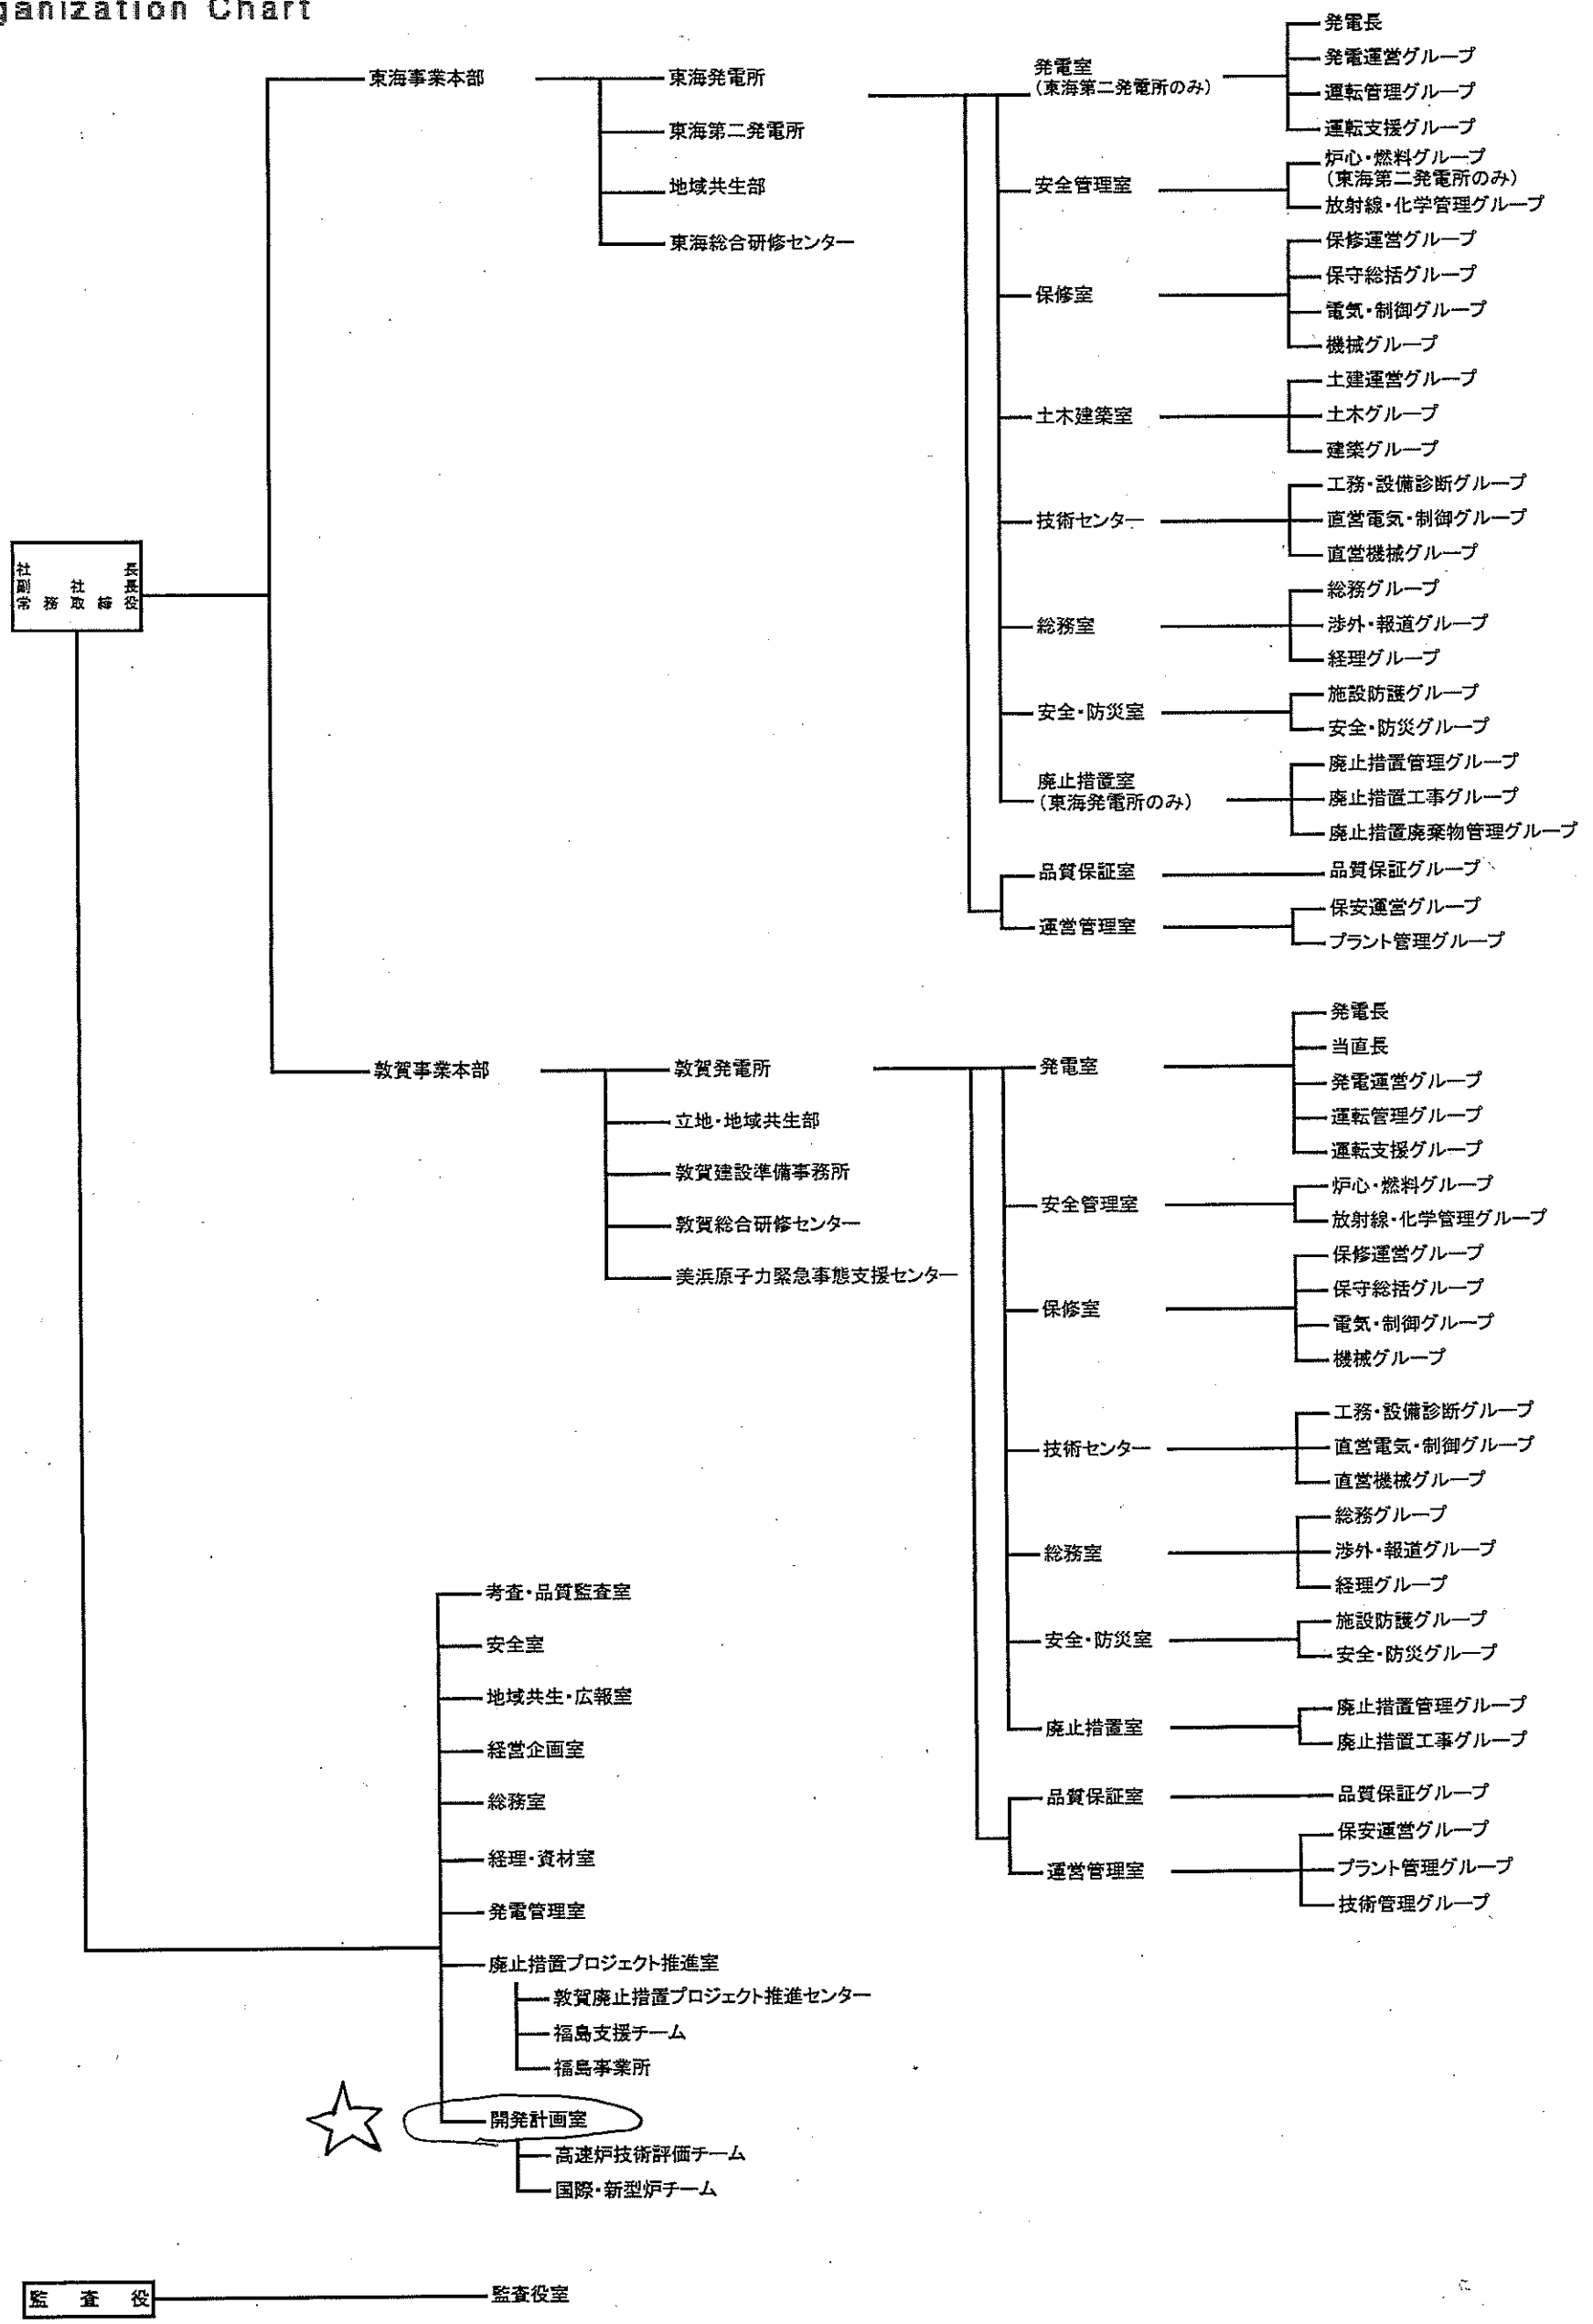 ganization Chart
社長
副社長
常務取締役
東海事業本部
東海発電所
東海第二発電所
地域共生部
東海総合研修センター
発電室
(東海第二発電所のみ)
発電長
発電運営グループ
運転管理グループ
運転支援グループ
安全管理室
炉心・燃料グループ
(東海第二発電所のみ)
放射線・化学管理グループ
保修室
保修運営グループ
保守総括グループ
電気・制御グループ
機械グループ
土木建築室
土建運営グループ
土木グループ
建築グループ
技術センター
工務・設備診断グループ
直営電気・制御グループ
直営機械グループ
総務室
総務グループ
渉外・報道グループ
経理グループ
安全・防災室
施設防護グループ
安全・防災グループ
廃止措置室
(東海発電所のみ)
廃止措置管理グループ
廃止措置工事グループ
廃止措置廃棄物管理グループ
品質保証室
品質保証グループ
運営管理室
保安運営グループ
プラント管理グループ
敦賀事業本部
敦賀発電所
立地・地域共生部
敦賀建設準備事務所
敦賀総合研修センター
美浜原子力緊急事態支援センター
発電室
発電長
当直長
発電運営グループ
運転管理グループ
運転支援グループ
安全管理室
炉心・燃料グループ
放射線・化学管理グループ
保修室
保修運営グループ
保守総括グループ
電気・制御グループ
機械グループ
技術センター
工務・設備診断グループ
直営電気・制御グループ
直営機械グループ
総務室
総務グループ
渉外・報道グループ
経理グループ
安全・防災室
施設防護グループ
安全・防災グループ
廃止措置室
廃止措置管理グループ
廃止措置工事グループ
品質保証室
品質保証グループ
運営管理室
保安運営グループ
プラント管理グループ
技術管理グループ
考査・品質監査室
安全室
地域共生・広報室
経営企画室
総務室
経理・資材室
発電管理室
廃止措置プロジェクト推進室
敦賀廃止措置プロジェクト推進センター
福島支援チーム
福島事業所
開発計画室
高速炉技術評価チーム
国際・新型炉チーム
監査役
監査役室